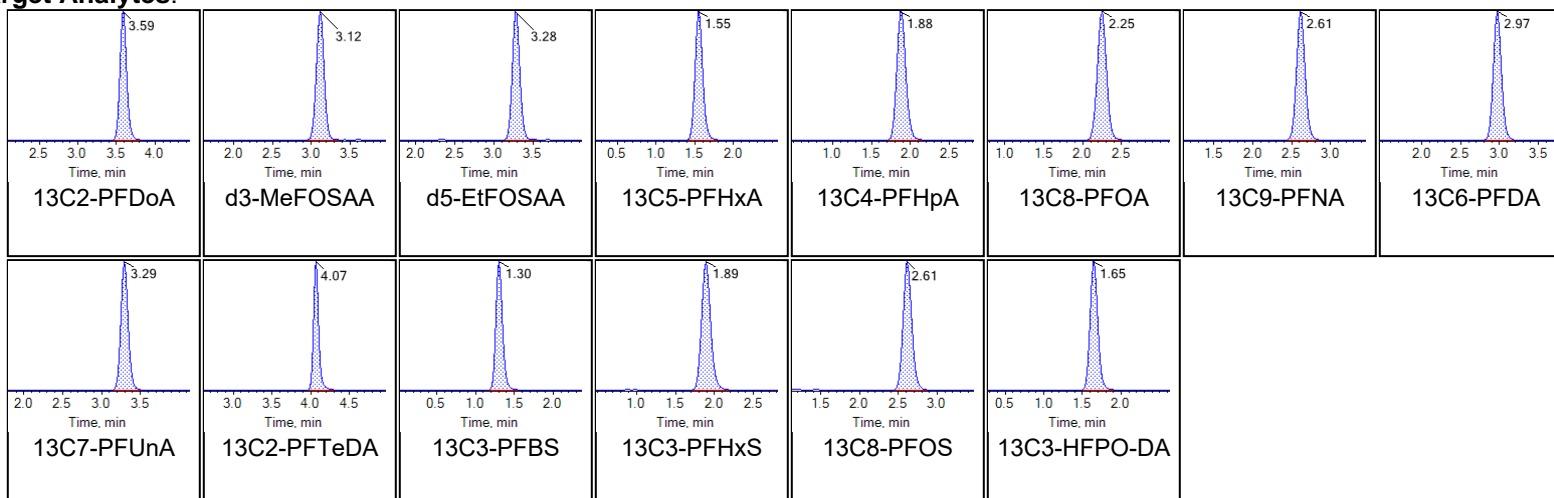 3.59 3.12 3.28 1.55 1.88 2.25 2.61 2.97
2.5 3.0 3.5 4.0 2.0 2.5 3.0 3.5 2.0 2.5 3.0 3.5 0.5 1.0 1.5 2.0 1.0 1.5 2.0 2.5 1.0 1.5 2.0 2.5 1.5 2.0 2.5 3.0 2.0 2.5 3.0 3.5
Time, min Time, min Time, min Time, min Time, min Time, min Time, min Time, min
13C2-PFDoA d3-MeFOSAA d5-EtFOSAA 13C5-PFHxA 13C4-PFHpA 13C8-PFOA 13C9-PFNA 13C6-PFDA
3.29 4.07 1.30 1.89 2.61 1.65
2.0 2.5 3.0 3.5 3.0 3.5 4.0 4.5 0.5 1.0 1.5 2.0 1.0 1.5 2.0 2.5 1.5 2.0 2.5 3.0 0.5 1.0 1.5 2.0
Time, min Time, min Time, min Time, min Time, min Time, min
13C7-PFUnA 13C2-PFTeDA 13C3-PFBS 13C3-PFHxS 13C8-PFOS 13C3-HFPO-DA